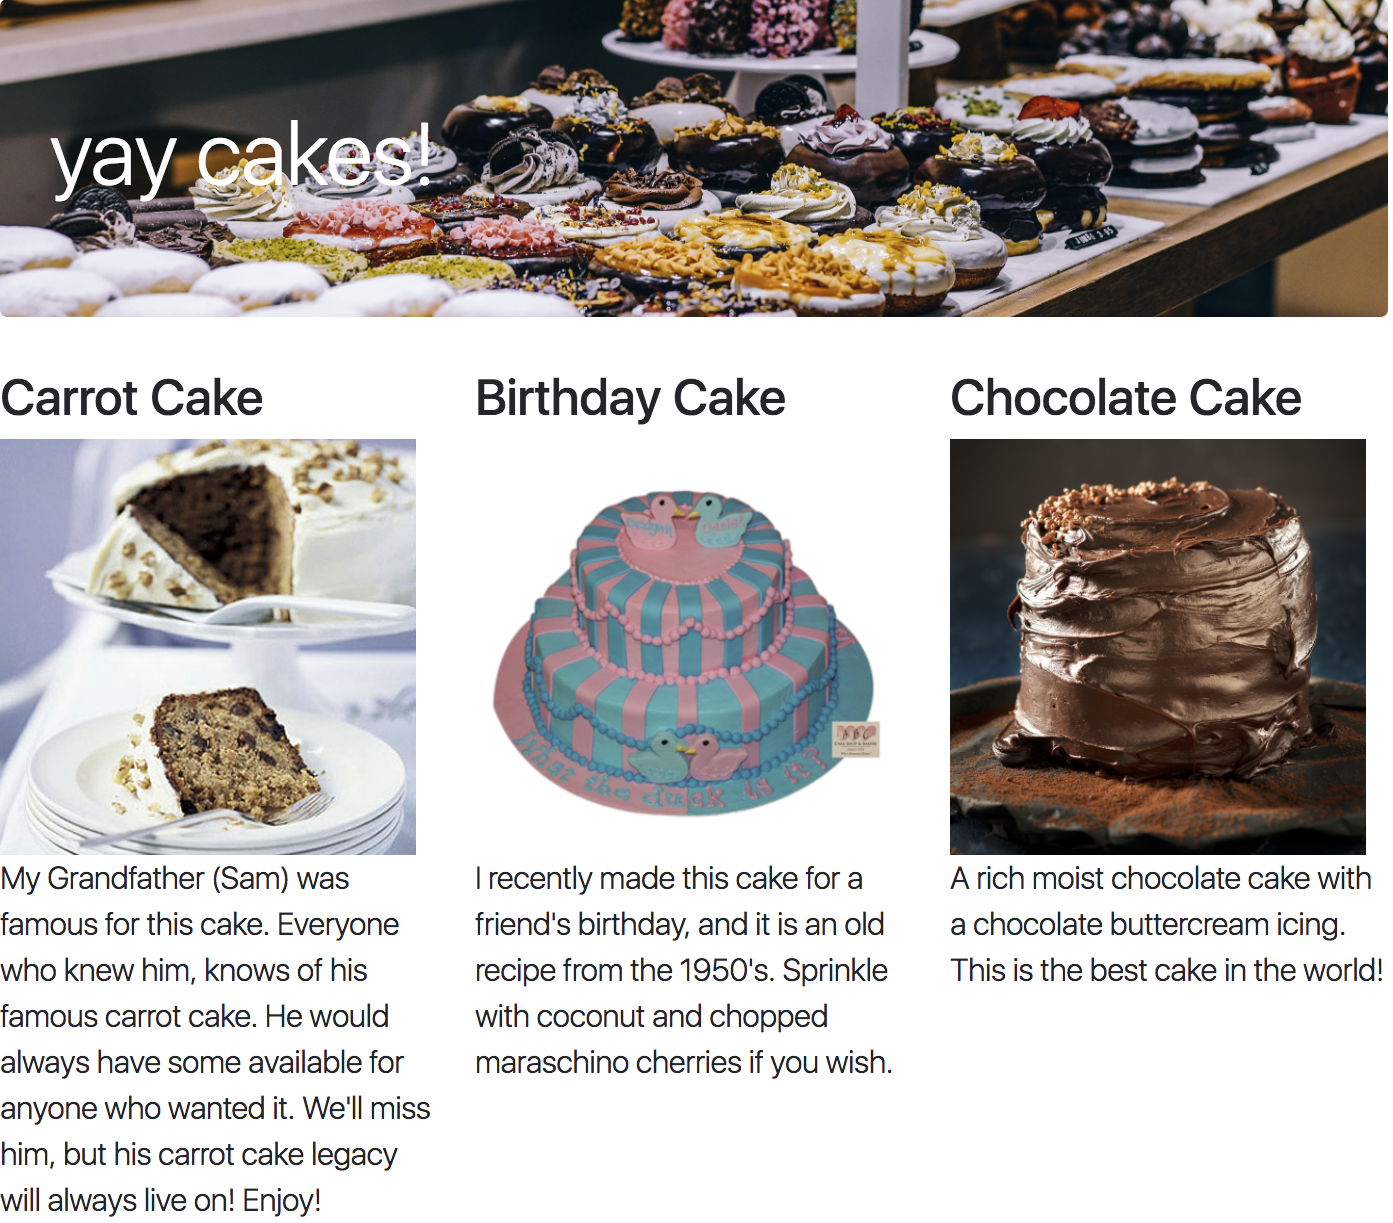 yay cakes!
Carrot Cake
Birthday Cake
Chocolate Cake
What the duck is it?
ABC
CAKE SHOP & BAKERY
My Grandfather (Sam) was
famous for this cake. Everyone
who knew him, knows of his
famous carrot cake. He would
always have some available for
anyone who wanted it. We'll miss
him, but his carrot cake legacy
will always live on! Enjoy!
I recently made this cake for a
friend's birthday, and it is an old
recipe from the 1950's. Sprinkle
with coconut and chopped
maraschino cherries if you wish.
A rich moist chocolate cake with
a chocolate buttercream icing.
This is the best cake in the world!